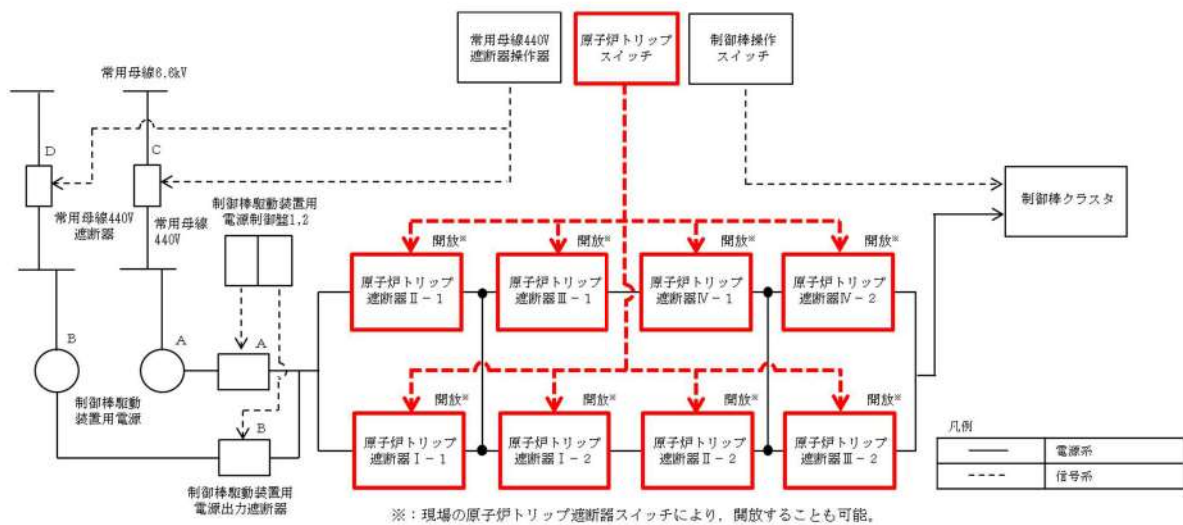 常用母線440V
遮断器操作器
原子炉トリップ
スイッチ
制御棒操作
スイッチ
常用母線6.6kV
D
C
常用母線440V
遮断器
常用母線
440V
制御棒駆動装置用
電源制御盤1,2
制御棒クラスタ
開放※
開放※
開放※
開放※
原子炉トリップ
遮断器Ⅱ－1
原子炉トリップ
遮断器Ⅲ－1
原子炉トリップ
遮断器Ⅳ－1
原子炉トリップ
遮断器Ⅳ－2
B
A
A
制御棒駆動
装置用電源
B
制御棒駆動装置用
電源出力遮断器
開放※
開放※
開放※
開放※
原子炉トリップ
遮断器Ⅰ－1
原子炉トリップ
遮断器Ⅰ－2
原子炉トリップ
遮断器Ⅱ－2
原子炉トリップ
遮断器Ⅲ－2
凡例
電源系
信号系
※：現場の原子炉トリップ遮断器スイッチにより，開放することも可能。